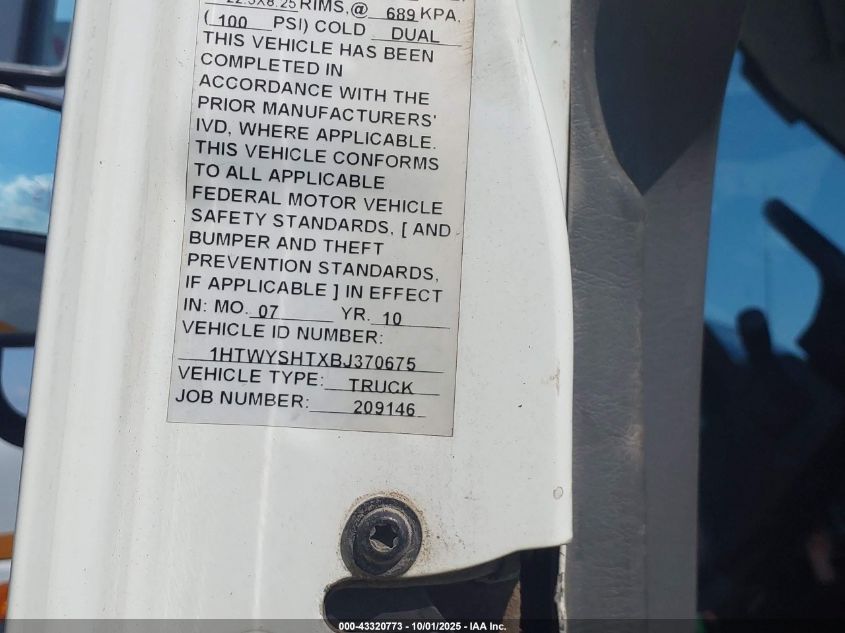 22.5X8.25 RIMS,@ 689 KPA,
( 100 PSI) COLD DUAL
THIS VEHICLE HAS BEEN
COMPLETED IN
ACCORDANCE WITH THE
PRIOR MANUFACTURERS'
IVD, WHERE APPLICABLE.
THIS VEHICLE CONFORMS
TO ALL APPLICABLE
FEDERAL MOTOR VEHICLE
SAFETY STANDARDS, [ AND
BUMPER AND THEFT
PREVENTION STANDARDS,
IF APPLICABLE ] IN EFFECT
IN: MO. 07 YR. 10
VEHICLE ID NUMBER:
1HTWYSHTXBJ370675
VEHICLE TYPE: TRUCK
JOB NUMBER: 209146
000-43320773 - 10/01/2025 - IAA Inc.